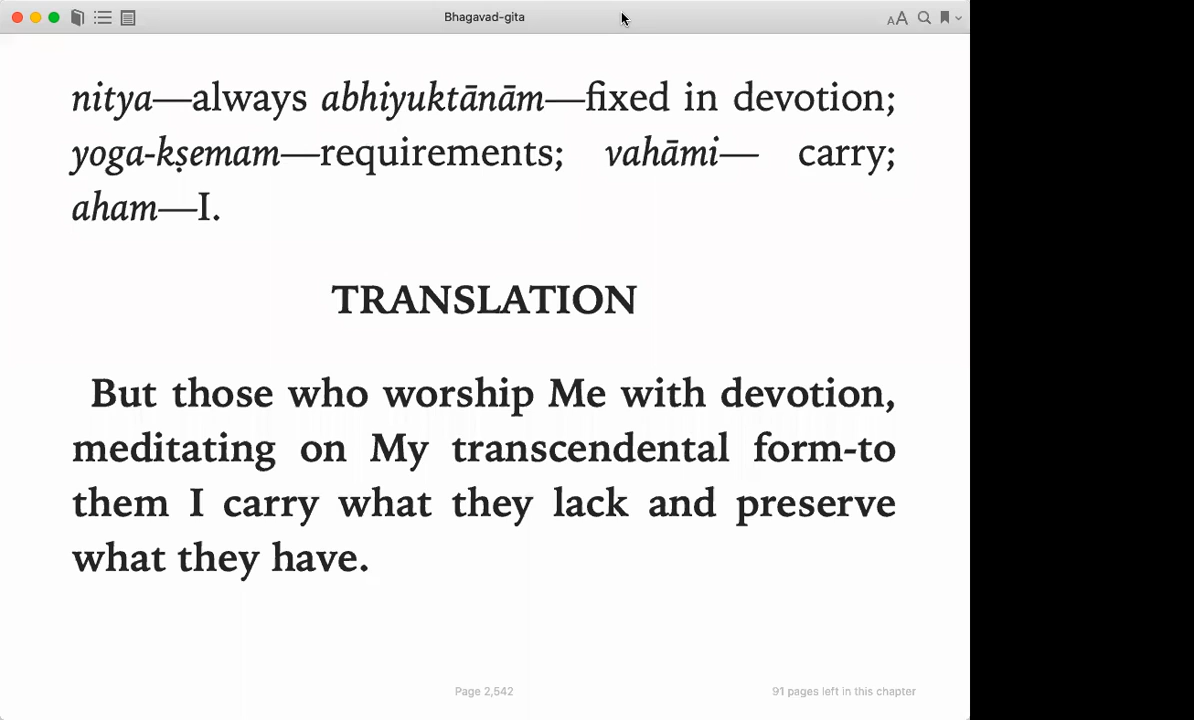 Bhagavad-gita
AA
nitya—always abhiyuktānām—fixed in devotion;
yoga-kṣemam—requirements; vahāmi— carry;
aham—I.
TRANSLATION
But those who worship Me with devotion,
meditating on My transcendental form-to
them I carry what they lack and preserve
what they have.
Page 2,542
91 pages left in this chapter